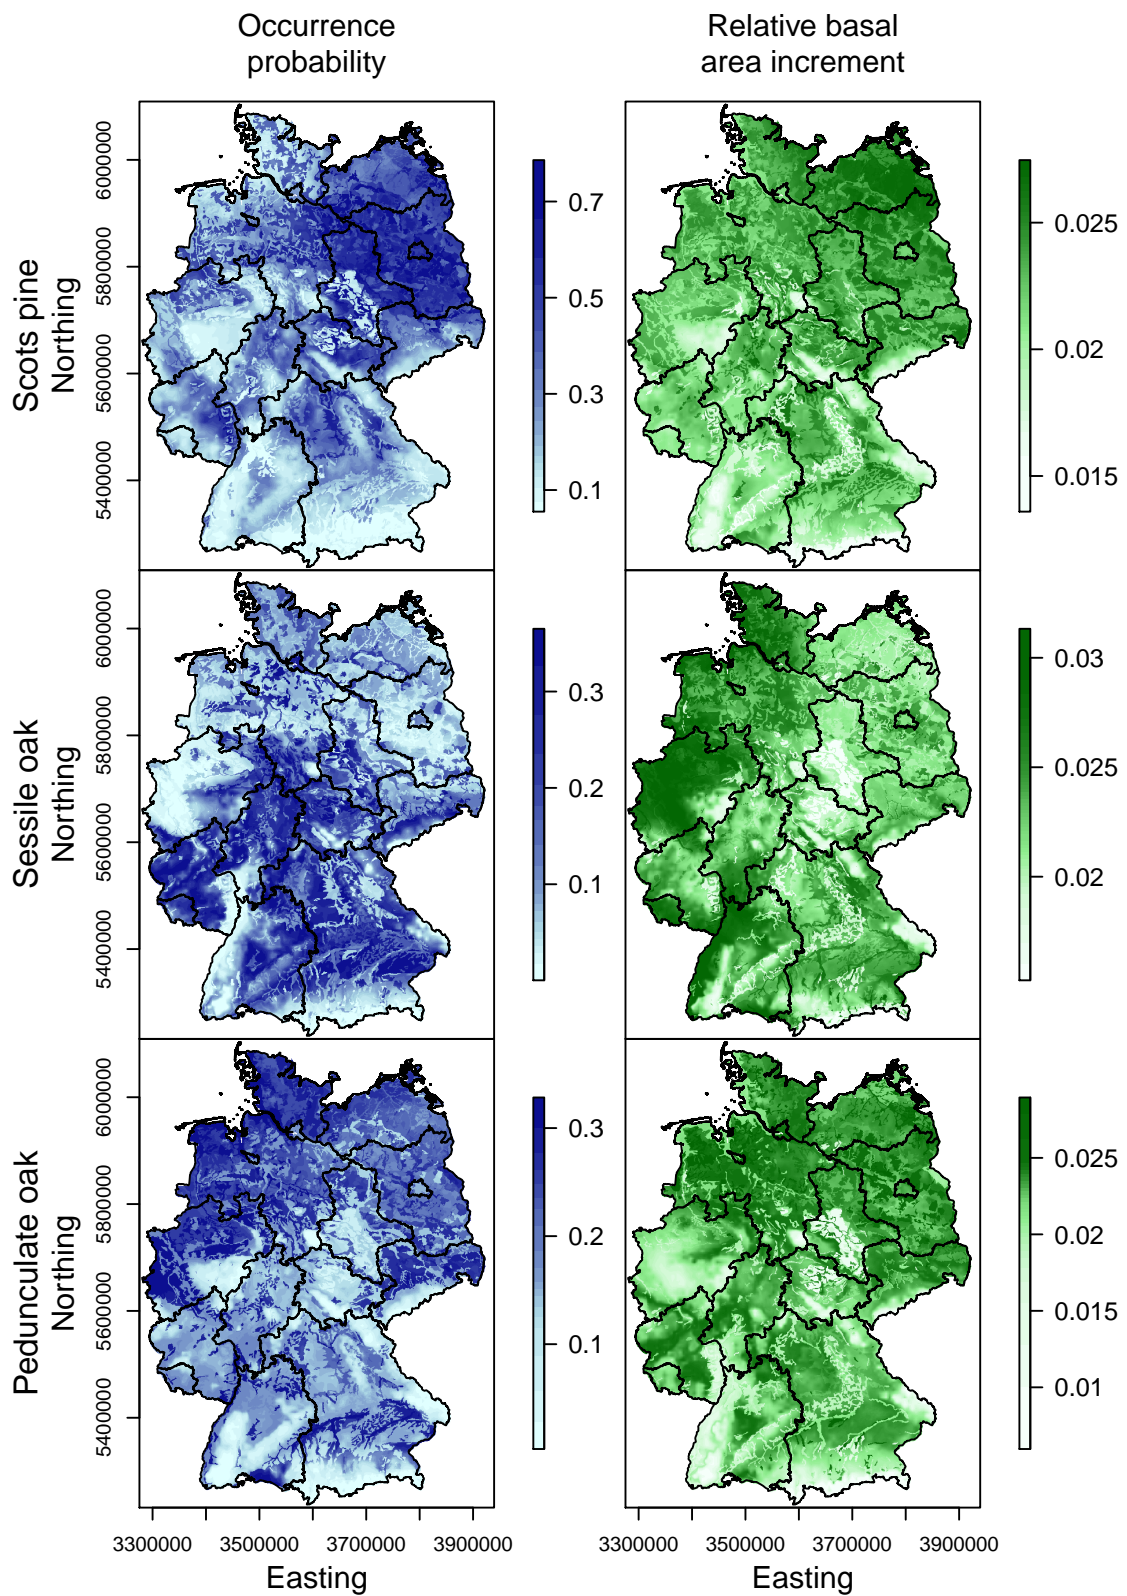 Occurrence
probability
Relative basal
area increment
Scots pine
Northing
6000000
5800000
5600000
5400000
0.7
0.5
0.3
0.1
0.025
0.02
0.015
Sessile oak
Northing
6000000
5800000
5600000
5400000
0.3
0.2
0.1
0.03
0.025
0.02
Pedunculate oak
Northing
6000000
5800000
5600000
5400000
0.3
0.2
0.1
0.025
0.02
0.015
0.01
3300000 3500000 3700000 3900000
Easting
3300000 3500000 3700000 3900000
Easting